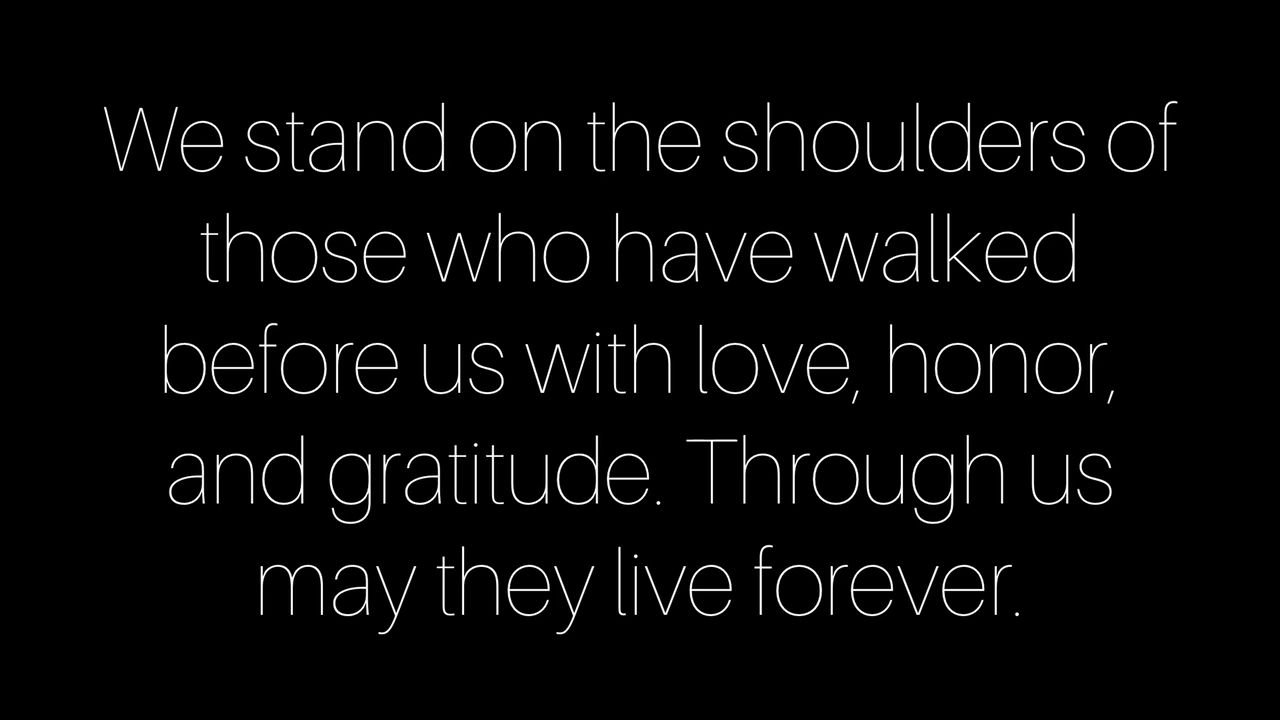 We stand on the shoulders of
those who have walked
before us with love, honor,
and gratitude. Through us
may they live forever.